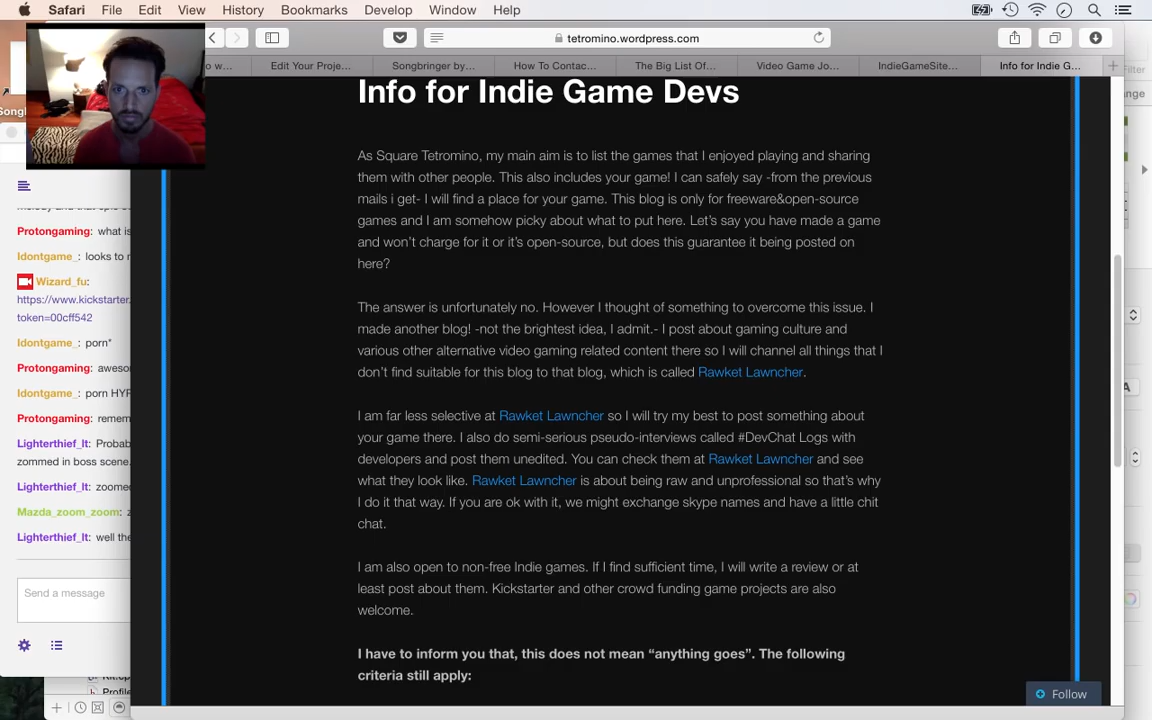 Safari File Edit View History Bookmarks Develop Window Help
tetromino.wordpress.com
o w... Edit Your Proje... Songbringer by... How To Contac... The Big List Of... Video Game Jo... IndieGameSite... Info for Indie G...
Filter
ange
Songb
Info for Indie Game Devs
As Square Tetromino, my main aim is to list the games that I enjoyed playing and sharing
them with other people. This also includes your game! I can safely say -from the previous
mails i get- I will find a place for your game. This blog is only for freeware&open-source
games and I am somehow picky about what to put here. Let's say you have made a game
and won't charge for it or it's open-source, but does this guarantee it being posted on
here?
The answer is unfortunately no. However I thought of something to overcome this issue. I
made another blog! -not the brightest idea, I admit.- I post about gaming culture and
various other alternative video gaming related content there so I will channel all things that I
don't find suitable for this blog to that blog, which is called Rawket Lawncher.
I am far less selective at Rawket Lawncher so I will try my best to post something about
your game there. I also do semi-serious pseudo-interviews called #DevChat Logs with
developers and post them unedited. You can check them at Rawket Lawncher and see
what they look like. Rawket Lawncher is about being raw and unprofessional so that's why
I do it that way. If you are ok with it, we might exchange skype names and have a little chit
chat.
I am also open to non-free Indie games. If I find sufficient time, I will write a review or at
least post about them. Kickstarter and other crowd funding game projects are also
welcome.
I have to inform you that, this does not mean “anything goes”. The following
criteria still apply:
Follow
Protongaming: what is
Idontgame_: looks to
Wizard_fu:
https://www.kickstarter.
token=00cff542
Idontgame_: porn*
Protongaming: aweso
Idontgame_: porn HYP
Protongaming: remem
Lighterthief_lt: Probab
zommed in boss scene.
Lighterthief_lt: zoomed
Mazda_zoom_zoom: z
Lighterthief_lt: well the
Send a message
A